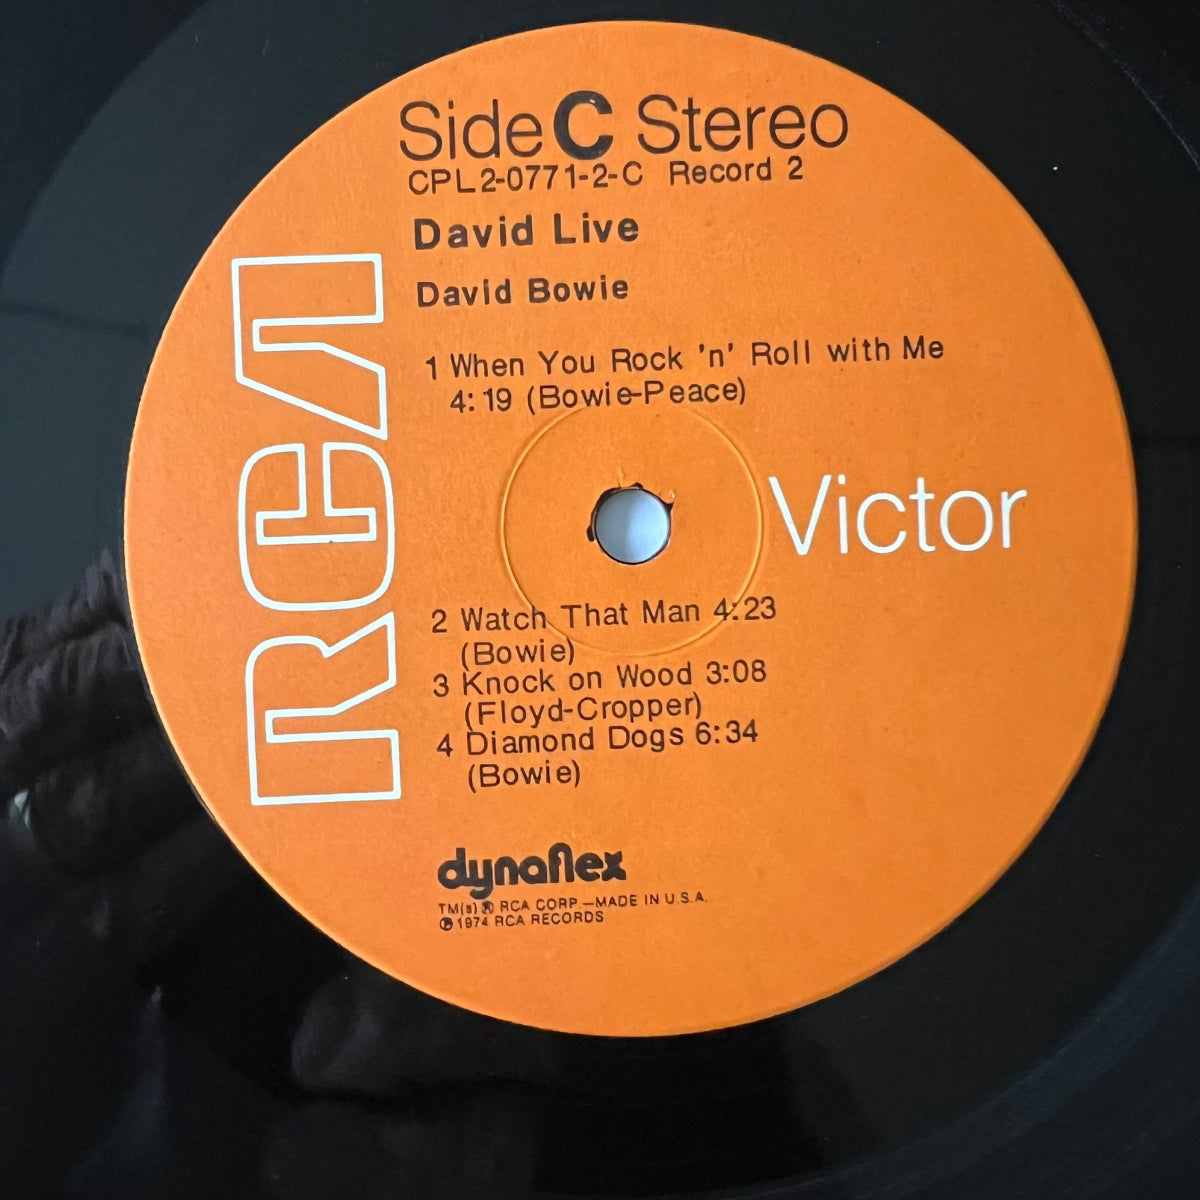 Side C Stereo
CPL2-0771-2-C Record 2
David Live
David Bowie
1 When You Rock 'n' Roll with Me
4:19 (Bowie-Peace)
RCA
Victor
2 Watch That Man 4:23
(Bowie)
3 Knock on Wood 3:08
(Floyd-Cropper)
4 Diamond Dogs 6:34
(Bowie)
dynaflex
TM(s) ® RCA CORP.—MADE IN U.S.A.
℗ 1974 RCA RECORDS